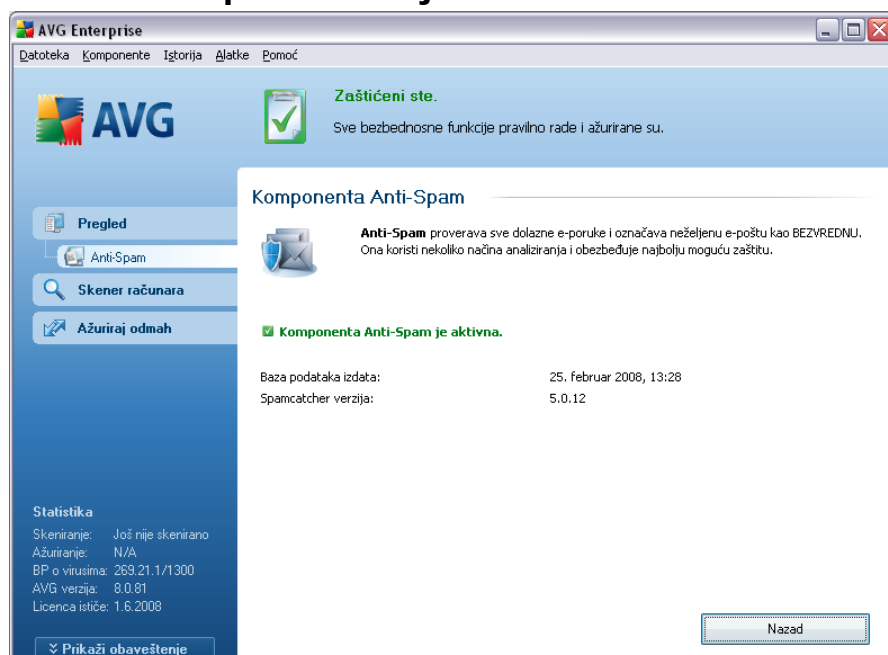 AVG Enterprise
Datoteka Komponente Istorija Alatke Pomoć
AVG
Zaštićeni ste.
Sve bezbednosne funkcije pravilno rade i ažurirane su.
Pregled
Anti-Spam
Skener računara
Ažuriraj odmah
Komponenta Anti-Spam
Anti-Spam proverava sve dolazne e-poruke i označava neželjenu e-poštu kao BEZVREDNU.
Ona koristi nekoliko načina analiziranja i obezbeđuje najbolju moguću zaštitu.
Komponenta Anti-Spam je aktivna.
Baza podataka izdata: 25. februar 2008, 13:28
Spamcatcher verzija: 5.0.12
Statistika
Skeniranje: Još nije skenirano
Ažuriranje: N/A
BP o virusima: 269.21.1/1300
AVG verzija: 8.0.81
Licenca ističe: 1.6.2008
Prikaži obaveštenje
Nazad